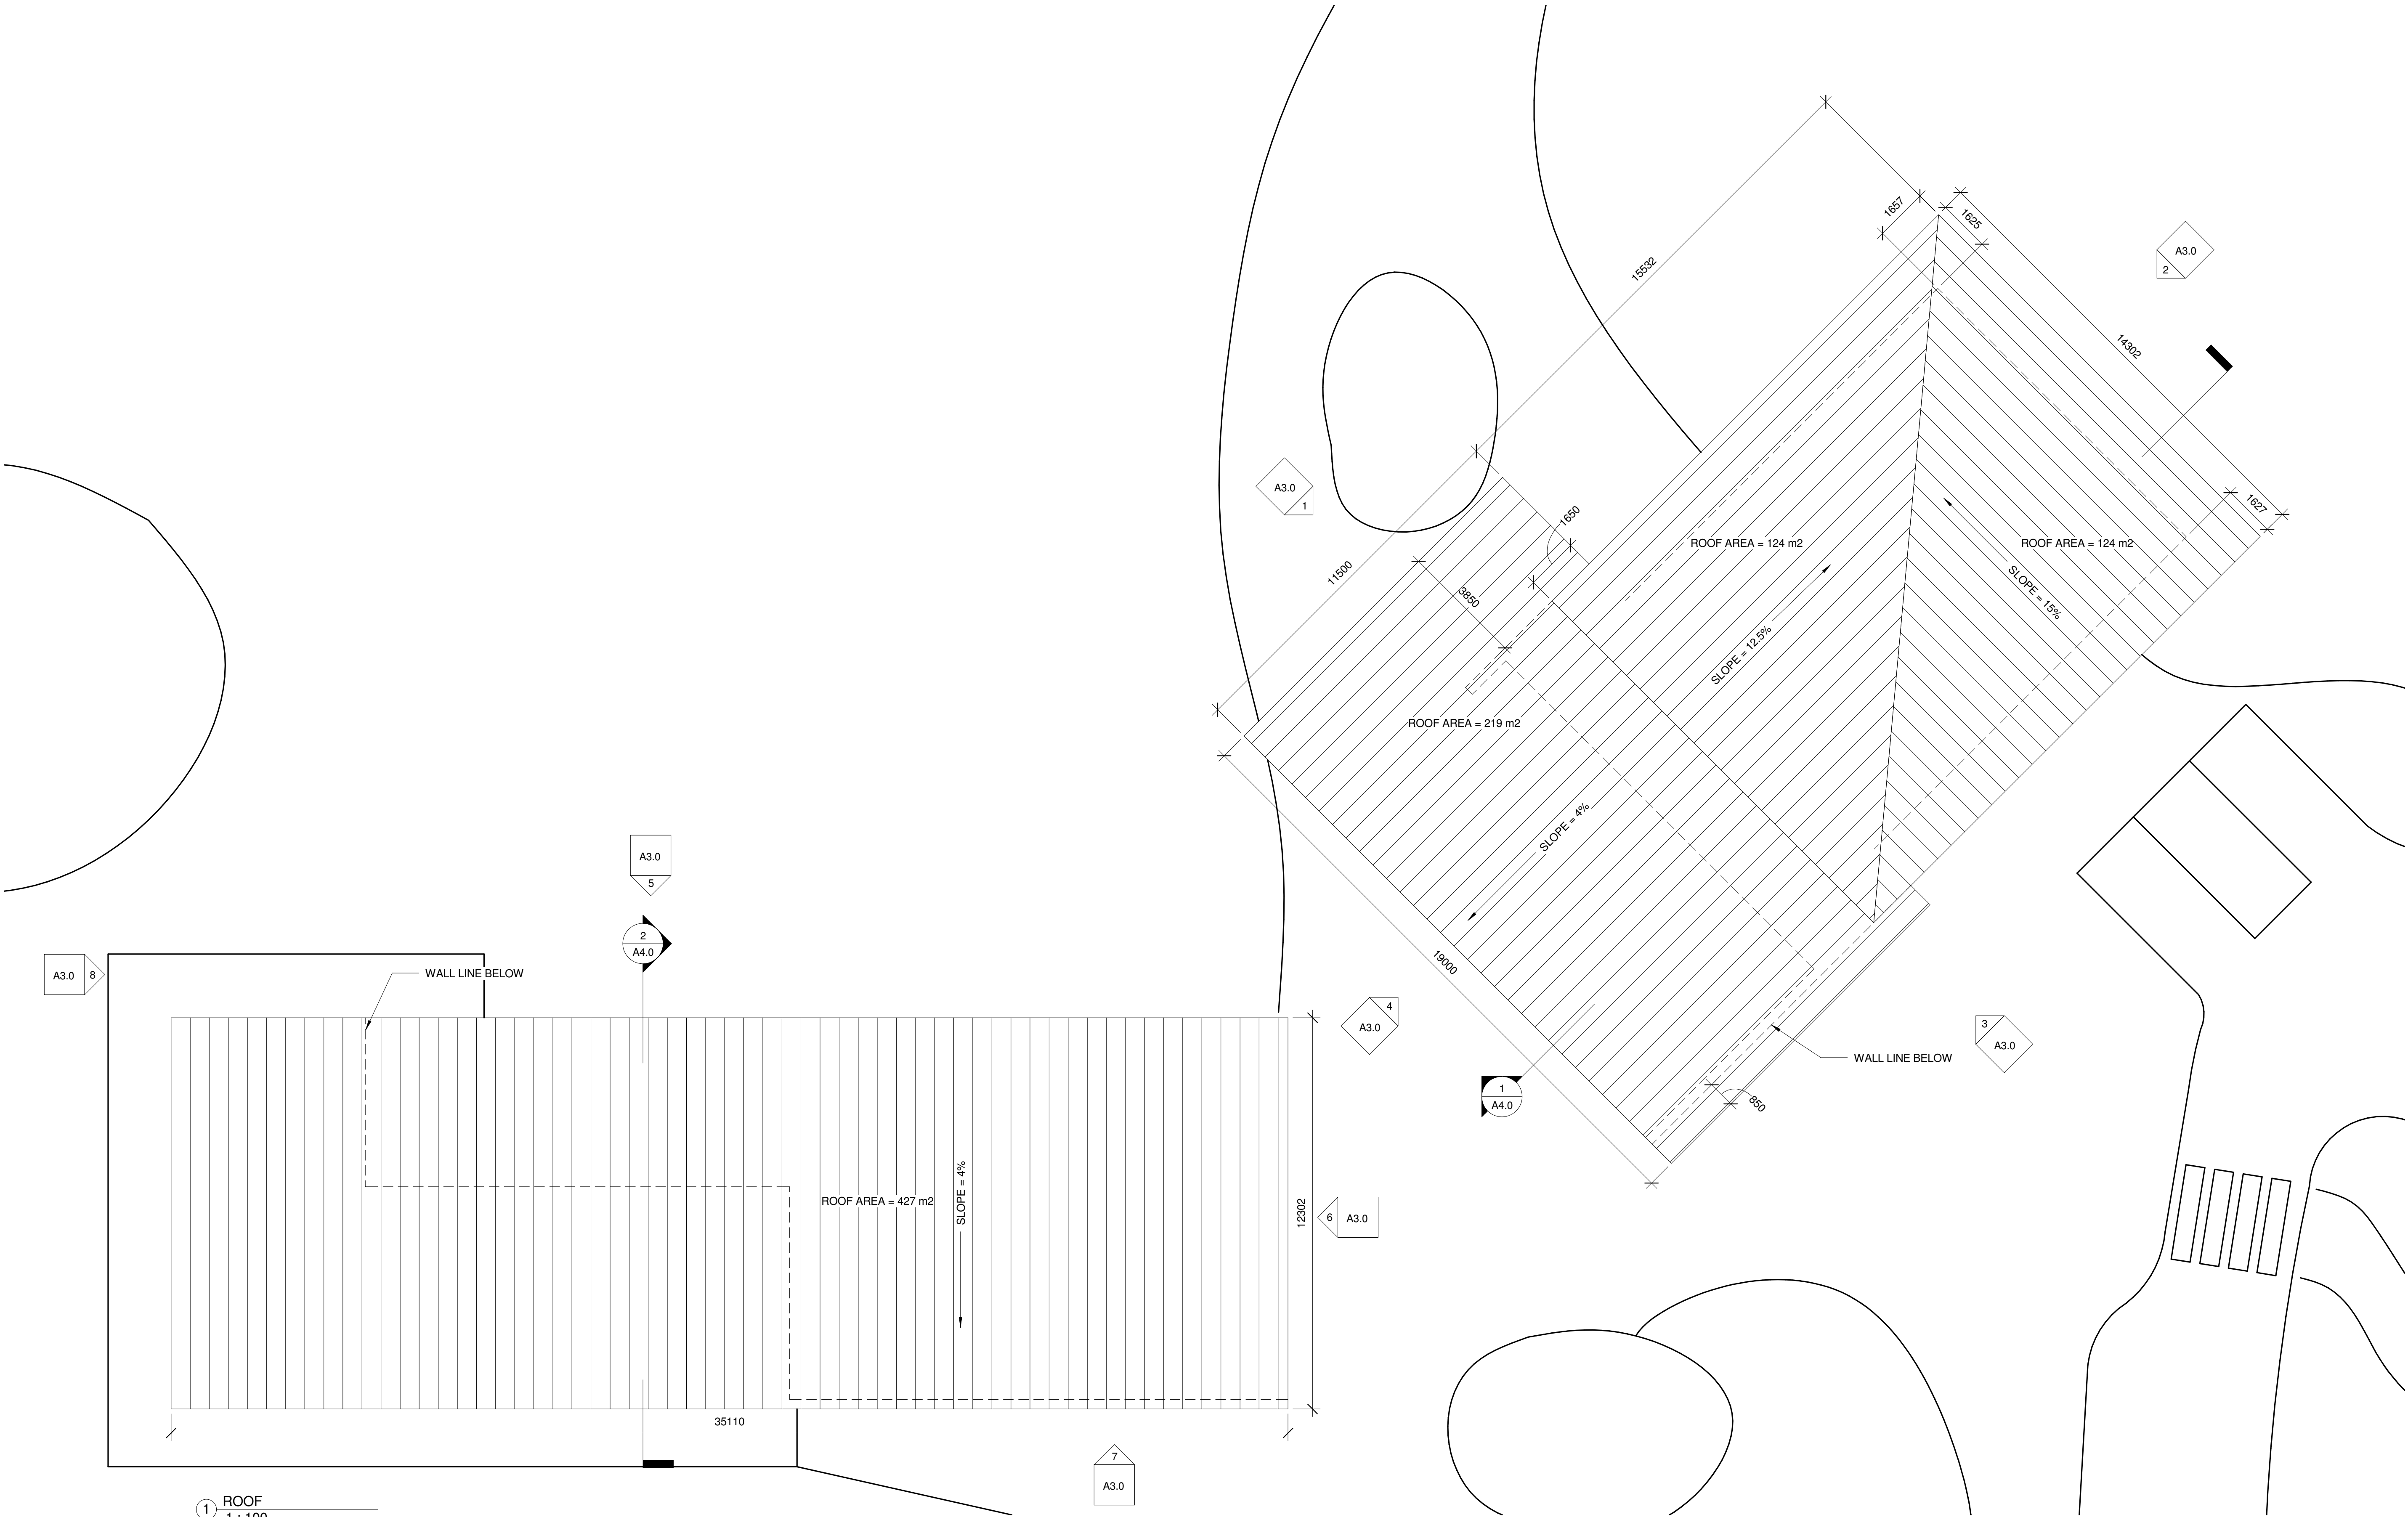 1657
1625
A3.0
2
15532
14302
A3.0
1
1650
1627
11500
3850
ROOF AREA = 124 m2
ROOF AREA = 124 m2
SLOPE = 15%
SLOPE = 12.5%
ROOF AREA = 219 m2
SLOPE = 4%
A3.0
5
2
A4.0
A3.0
8
WALL LINE BELOW
19000
4
A3.0
3
A3.0
WALL LINE BELOW
1
A4.0
850
ROOF AREA = 427 m2
SLOPE = 4%
12302
6
A3.0
35110
7
A3.0
1
ROOF
1 : 100